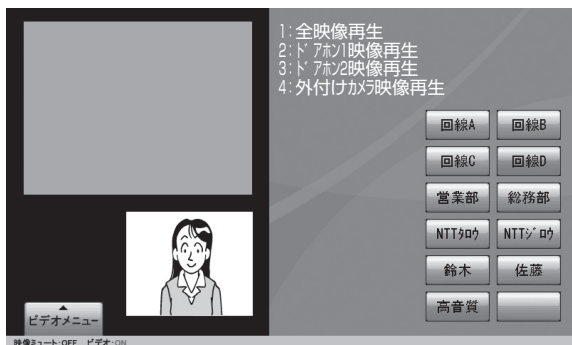 1:全映像再生
2:ﾄﾞｱﾎﾝ1映像再生
3:ﾄﾞｱﾎﾝ2映像再生
4:外付けｶﾒﾗ映像再生
回線A 回線B
回線C 回線D
営業部 総務部
NTTﾀﾛｳ NTTｼﾞﾛｳ
鈴木 佐藤
高音質
ビデオメニュー
映像ミュート:OFF ビデオ:ON